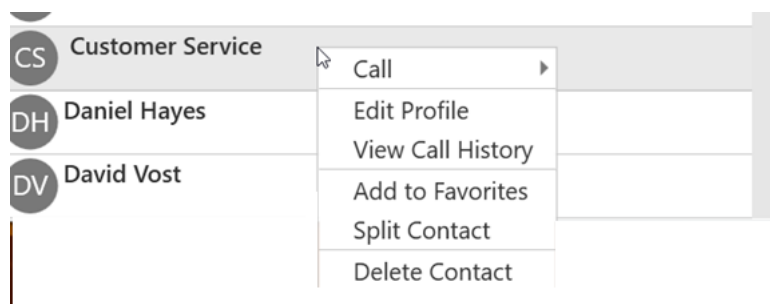 CS Customer Service
Call
DH Daniel Hayes
Edit Profile
View Call History
DV David Vost
Add to Favorites
Split Contact
Delete Contact